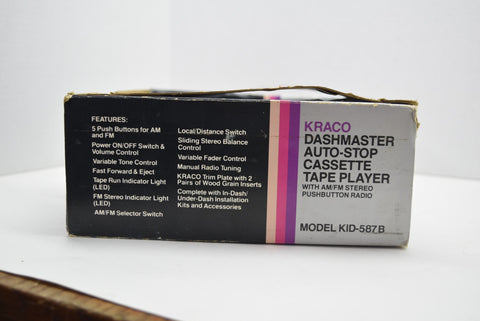 FEATURES:
5 Push Buttons for AM
and FM
Power ON/OFF Switch &
Volume Control
Variable Tone Control
Fast Forward & Eject
Tape Run Indicator Light
(LED)
FM Stereo Indicator Light
(LED)
AM/FM Selector Switch
Local/Distance Switch
Sliding Stereo Balance
Control
Variable Fader Control
Manual Radio Tuning
KRACO Trim Plate with 2
Pairs of Wood Grain Inserts
Complete with In-Dash/
Under-Dash Installation
Kits and Accessories
KRACO
DASHMASTER
AUTO-STOP
CASSETTE
TAPE PLAYER
WITH AM/FM STEREO
PUSHBUTTON RADIO
MODEL KID-587B